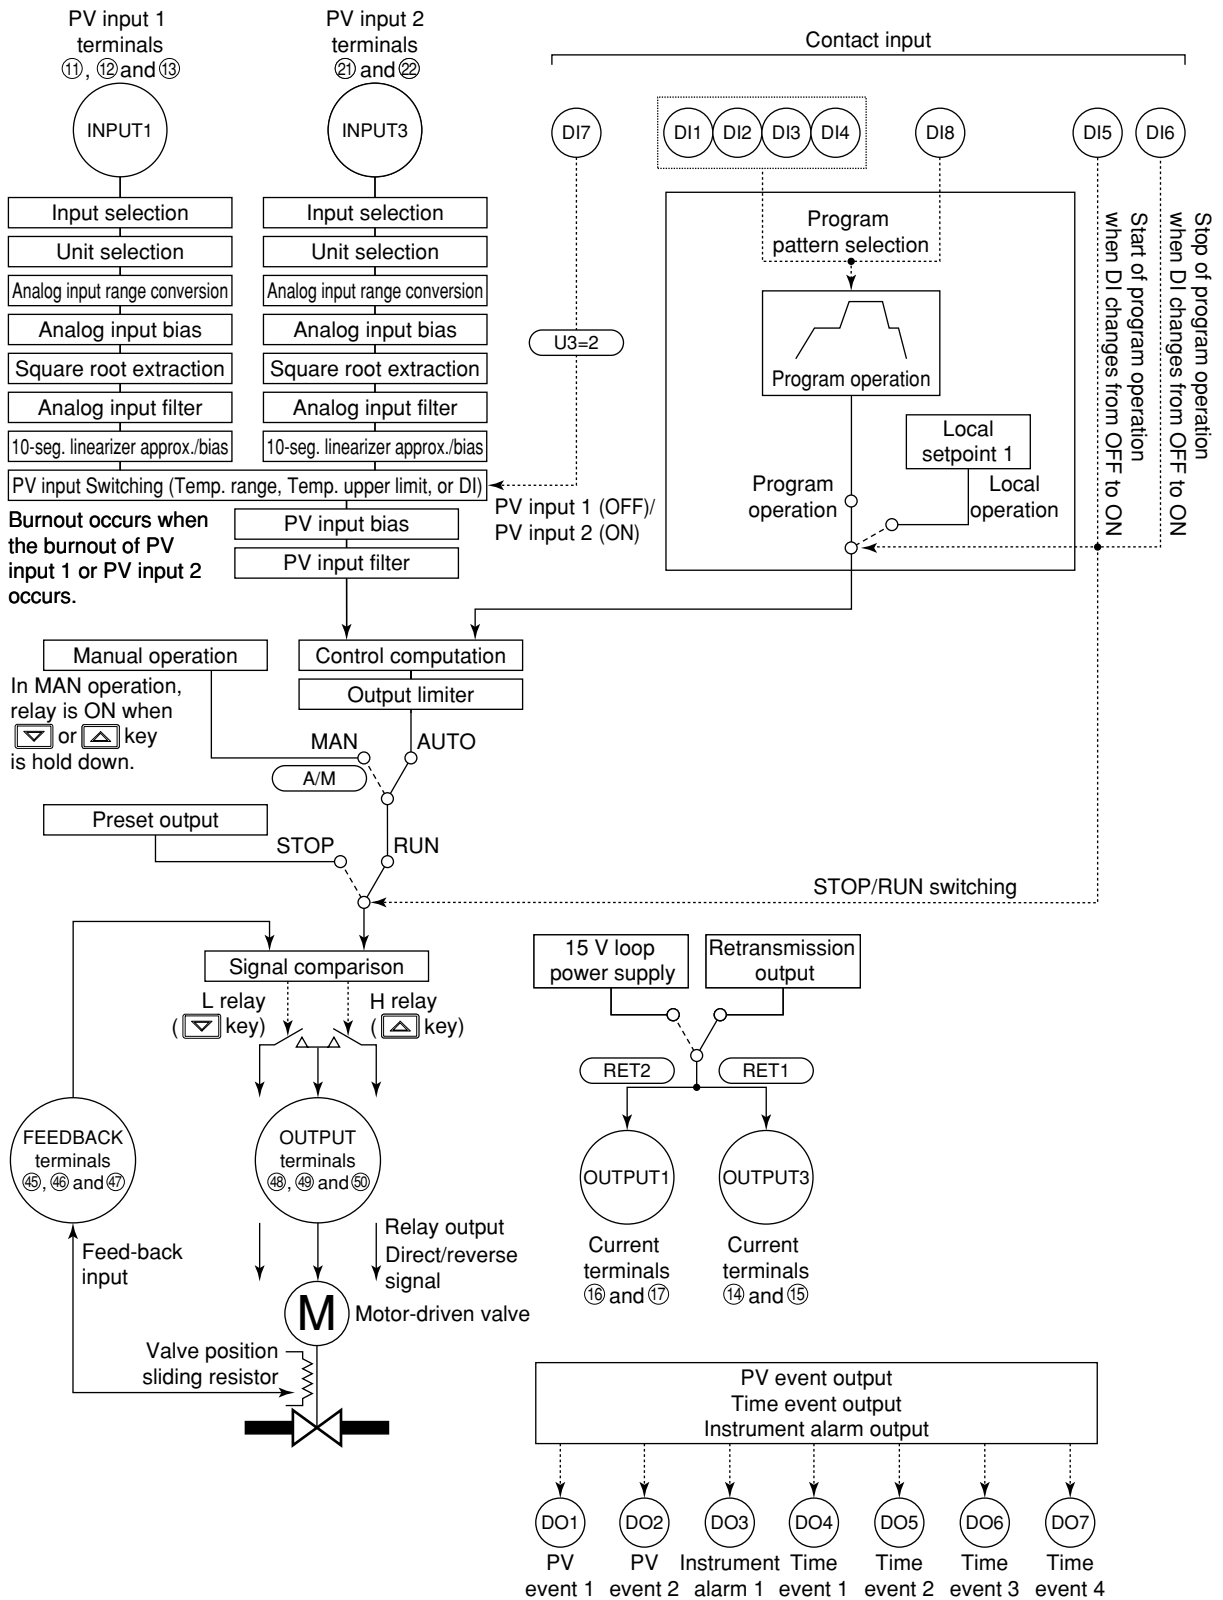 PV input 1
terminals
⑪, ⑫ and ⑬
INPUT1
PV input 2
terminals
㉑ and ㉒
INPUT3
Contact input
DI7
DI1
DI2
DI3
DI4
DI8
DI5
DI6
Input selection
Unit selection
Analog input range conversion
Analog input bias
Square root extraction
Analog input filter
10-seg. linearizer approx./bias
Input selection
Unit selection
Analog input range conversion
Analog input bias
Square root extraction
Analog input filter
10-seg. linearizer approx./bias
PV input Switching (Temp. range, Temp. upper limit, or DI)
U3=2
PV input 1 (OFF)/
PV input 2 (ON)
Program
pattern selection
Program operation
Local
setpoint 1
Program
operation
Local
operation
Start of program operation
when DI changes from OFF to ON
Stop of program operation
when DI changes from OFF to ON
Burnout occurs when
the burnout of PV
input 1 or PV input 2
occurs.
PV input bias
PV input filter
Manual operation
Control computation
Output limiter
In MAN operation,
relay is ON when
▽ or △ key
is hold down.
MAN
AUTO
A/M
Preset output
STOP
RUN
STOP/RUN switching
Signal comparison
L relay
( ▽ key)
H relay
( △ key)
15 V loop
power supply
Retransmission
output
RET2
RET1
FEEDBACK
terminals
㊺, ㊻ and ㊼
OUTPUT
terminals
㊽, ㊾ and ㊿
OUTPUT1
OUTPUT3
Current
terminals
⑯ and ⑰
Current
terminals
⑭ and ⑮
Feed-back
input
Relay output
Direct/reverse
signal
M
Motor-driven valve
Valve position
sliding resistor
PV event output
Time event output
Instrument alarm output
DO1
DO2
DO3
DO4
DO5
DO6
DO7
PV
event 1
PV
event 2
Instrument
alarm 1
Time
event 1
Time
event 2
Time
event 3
Time
event 4